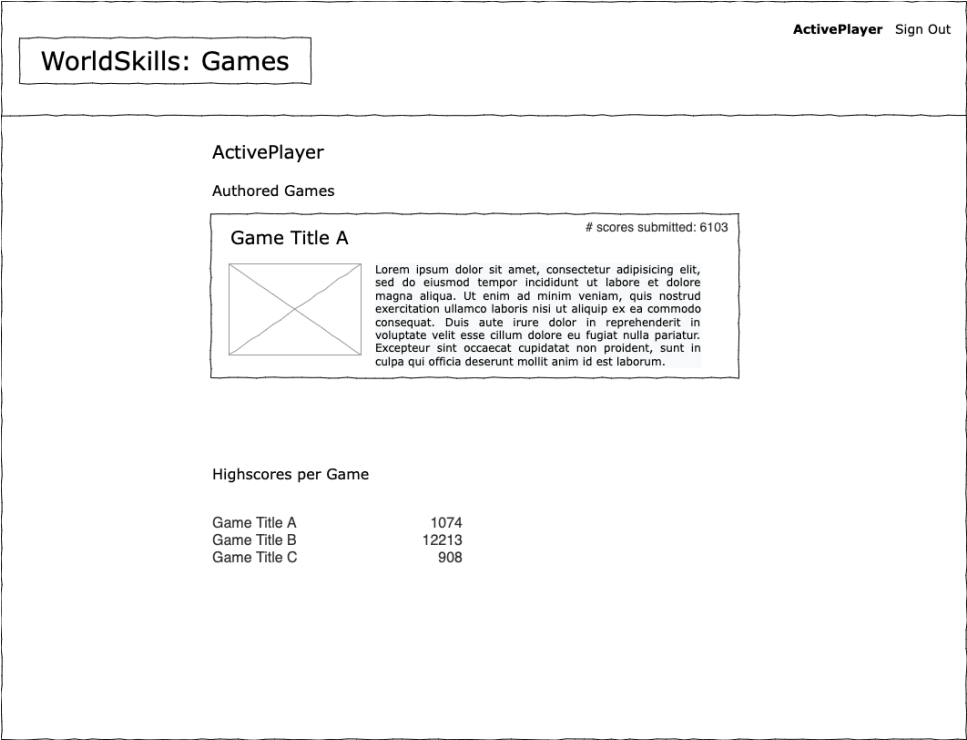 ActivePlayer Sign Out
WorldSkills: Games
ActivePlayer
Authored Games
# scores submitted: 6103
Game Title A
Lorem ipsum dolor sit amet, consectetur adipisicing elit,
sed do eiusmod tempor incididunt ut labore et dolore
magna aliqua. Ut enim ad minim veniam, quis nostrud
exercitation ullamco laboris nisi ut aliquip ex ea commodo
consequat. Duis aute irure dolor in reprehenderit in
voluptate velit esse cillum dolore eu fugiat nulla pariatur.
Excepteur sint occaecat cupidatat non proident, sunt in
culpa qui officia deserunt mollit anim id est laborum.
Highscores per Game
Game Title A 1074
Game Title B 12213
Game Title C 908